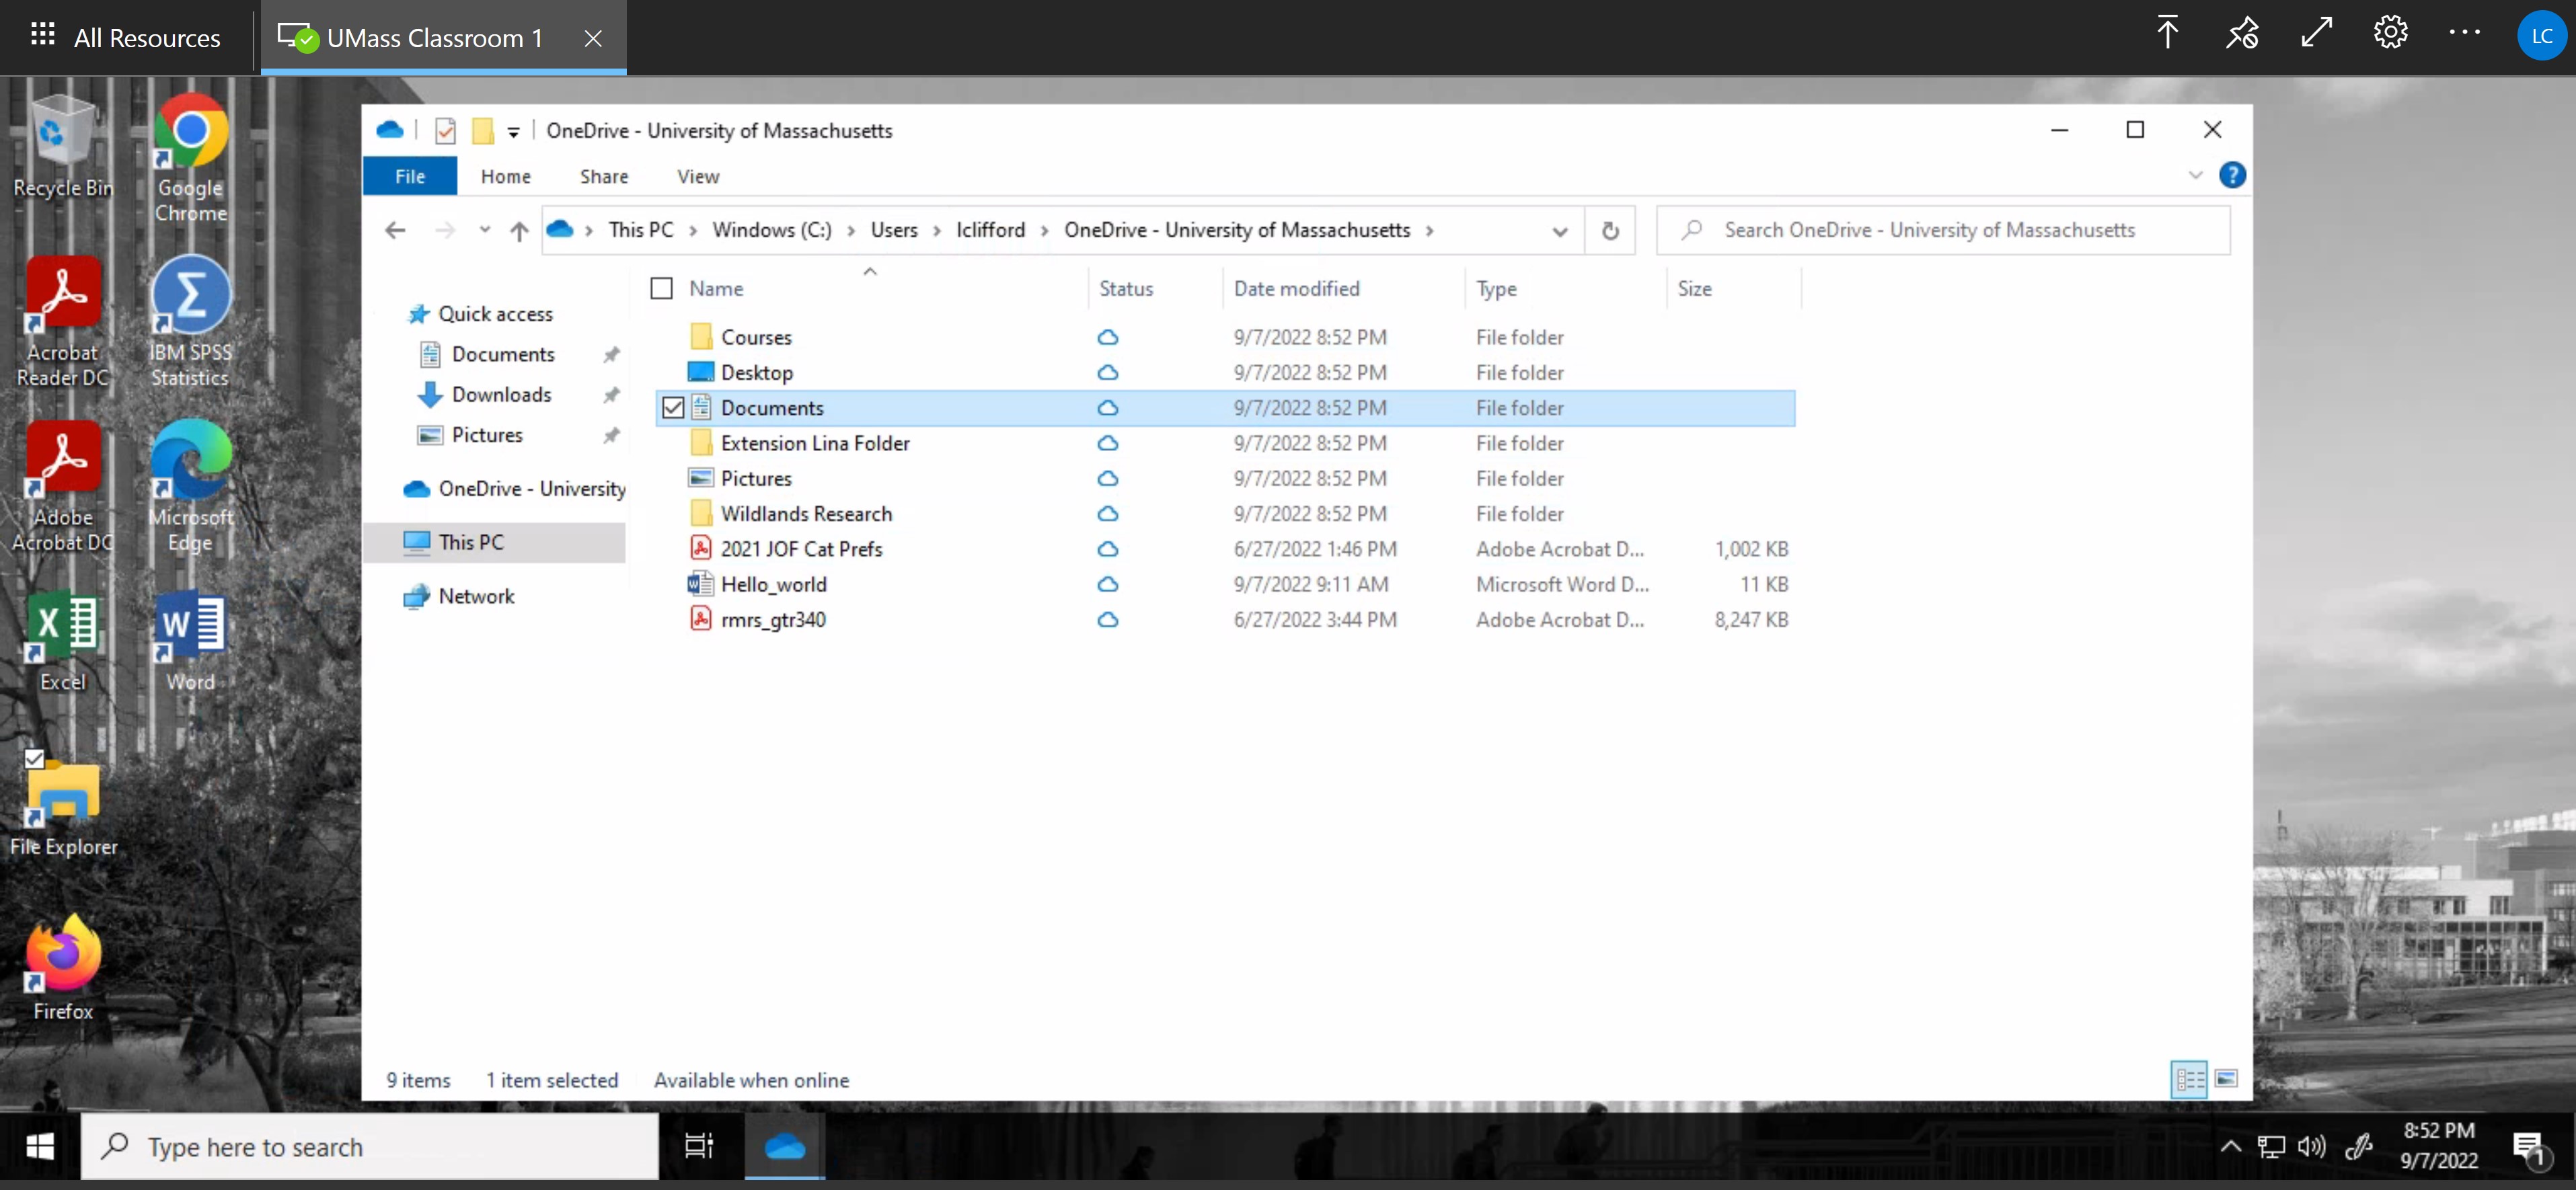 All Resources
UMass Classroom 1
LC
Recycle Bin
Google Chrome
Acrobat Reader DC
IBM SPSS Statistics
Adobe Acrobat DC
Microsoft Edge
Excel
Word
File Explorer
Firefox
OneDrive - University of Massachusetts
File Home Share View
This PC > Windows (C:) > Users > lclifford > OneDrive - University of Massachusetts >
Search OneDrive - University of Massachusetts
Quick access
Documents
Downloads
Pictures
OneDrive - University
This PC
Network
Name Status Date modified Type Size
Courses 9/7/2022 8:52 PM File folder
Desktop 9/7/2022 8:52 PM File folder
Documents 9/7/2022 8:52 PM File folder
Extension Lina Folder 9/7/2022 8:52 PM File folder
Pictures 9/7/2022 8:52 PM File folder
Wildlands Research 9/7/2022 8:52 PM File folder
2021 JOF Cat Prefs 6/27/2022 1:46 PM Adobe Acrobat D... 1,002 KB
Hello_world 9/7/2022 9:11 AM Microsoft Word D... 11 KB
rmrs_gtr340 6/27/2022 3:44 PM Adobe Acrobat D... 8,247 KB
9 items 1 item selected Available when online
Type here to search
8:52 PM
9/7/2022
1